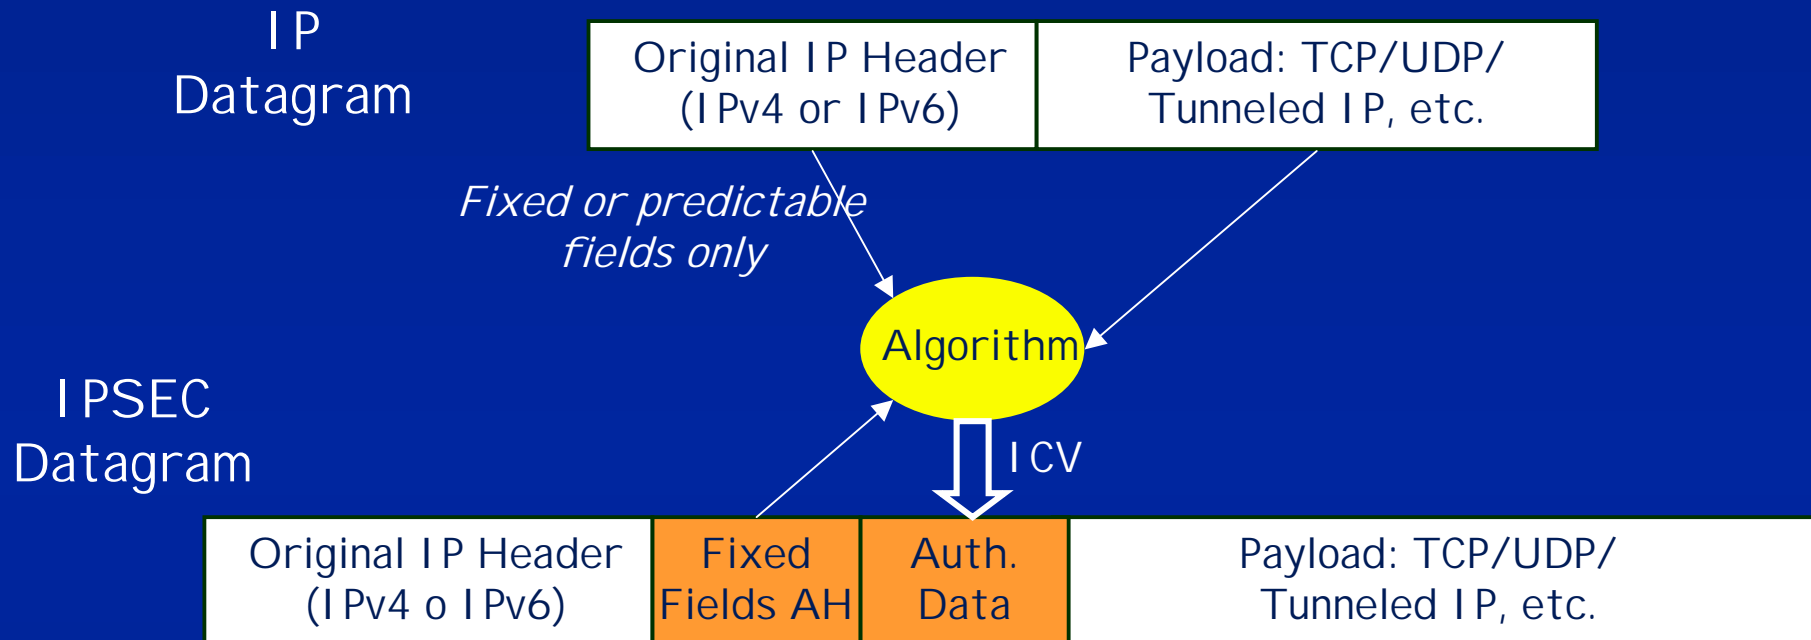 IP
Datagram
Original IP Header
(IPv4 or IPv6)
Payload: TCP/UDP/
Tunneled IP, etc.
Fixed or predictable
fields only
Algorithm
ICV
IPSEC
Datagram
Original IP Header
(IPv4 o IPv6)
Fixed
Fields AH
Auth.
Data
Payload: TCP/UDP/
Tunneled IP, etc.